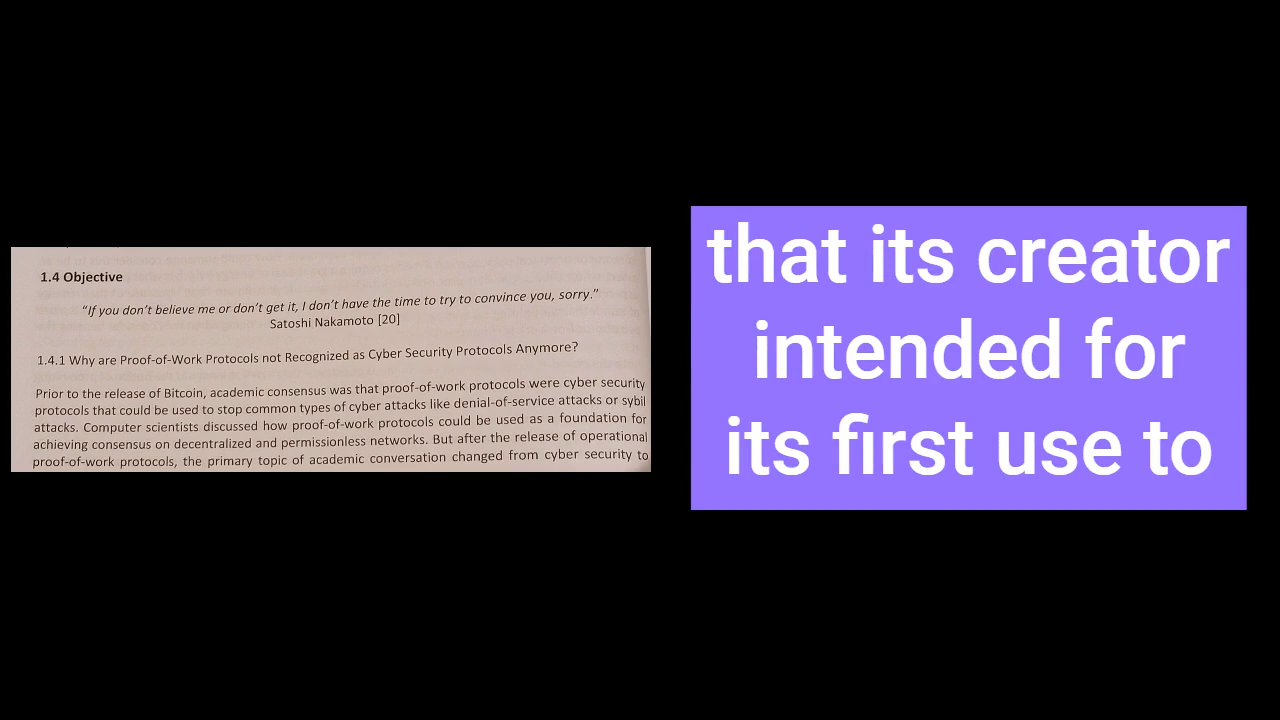 1.4 Objective
“If you don’t believe me or don’t get it, I don’t have the time to try to convince you, sorry.”
Satoshi Nakamoto [20]
1.4.1 Why are Proof-of-Work Protocols not Recognized as Cyber Security Protocols Anymore?
Prior to the release of Bitcoin, academic consensus was that proof-of-work protocols were cyber security
protocols that could be used to stop common types of cyber attacks like denial-of-service attacks or sybil
attacks. Computer scientists discussed how proof-of-work protocols could be used as a foundation for
achieving consensus on decentralized and permissionless networks. But after the release of operational
proof-of-work protocols, the primary topic of academic conversation changed from cyber security to
that its creator
intended for
its first use to